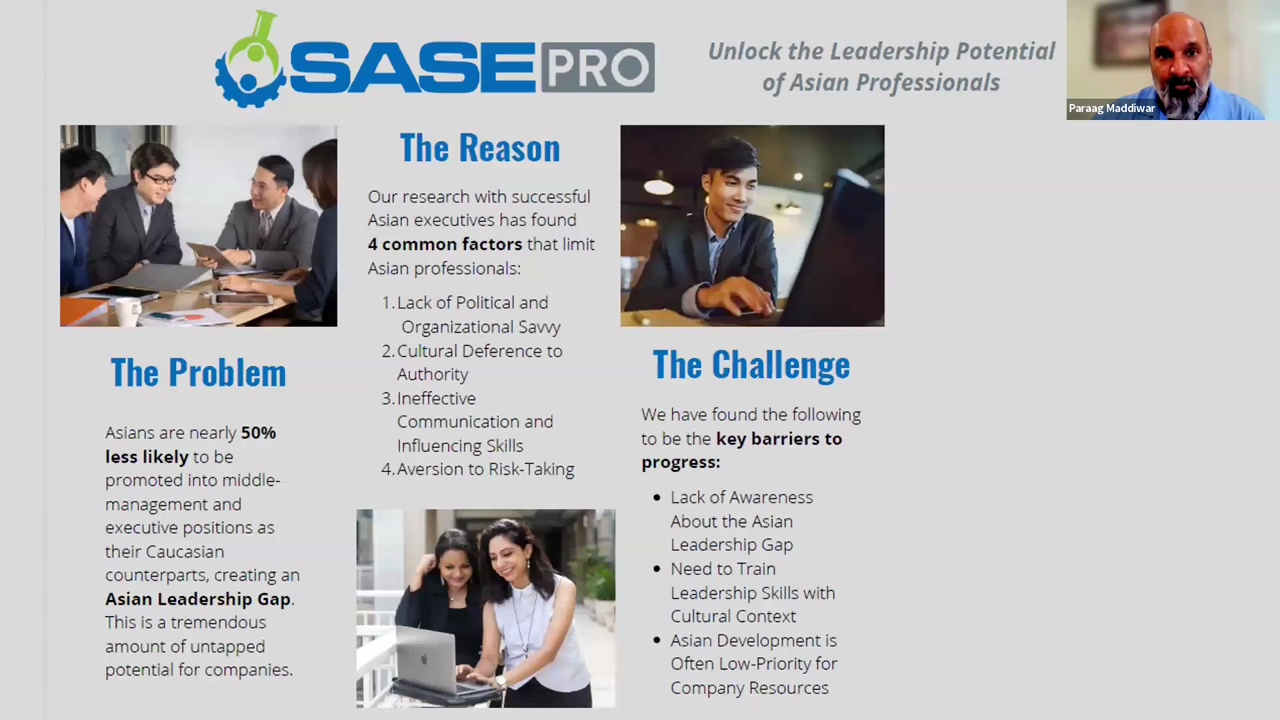 SASE PRO
Unlock the Leadership Potential
of Asian Professionals
Paraag Maddiwar
The Problem
Asians are nearly 50%
less likely to be
promoted into middle-
management and
executive positions as
their Caucasian
counterparts, creating an
Asian Leadership Gap.
This is a tremendous
amount of untapped
potential for companies.
The Reason
Our research with successful
Asian executives has found
4 common factors that limit
Asian professionals:
1. Lack of Political and
Organizational Savvy
2. Cultural Deference to
Authority
3. Ineffective
Communication and
Influencing Skills
4. Aversion to Risk-Taking
The Challenge
We have found the following
to be the key barriers to
progress:
• Lack of Awareness
About the Asian
Leadership Gap
• Need to Train
Leadership Skills with
Cultural Context
• Asian Development is
Often Low-Priority for
Company Resources